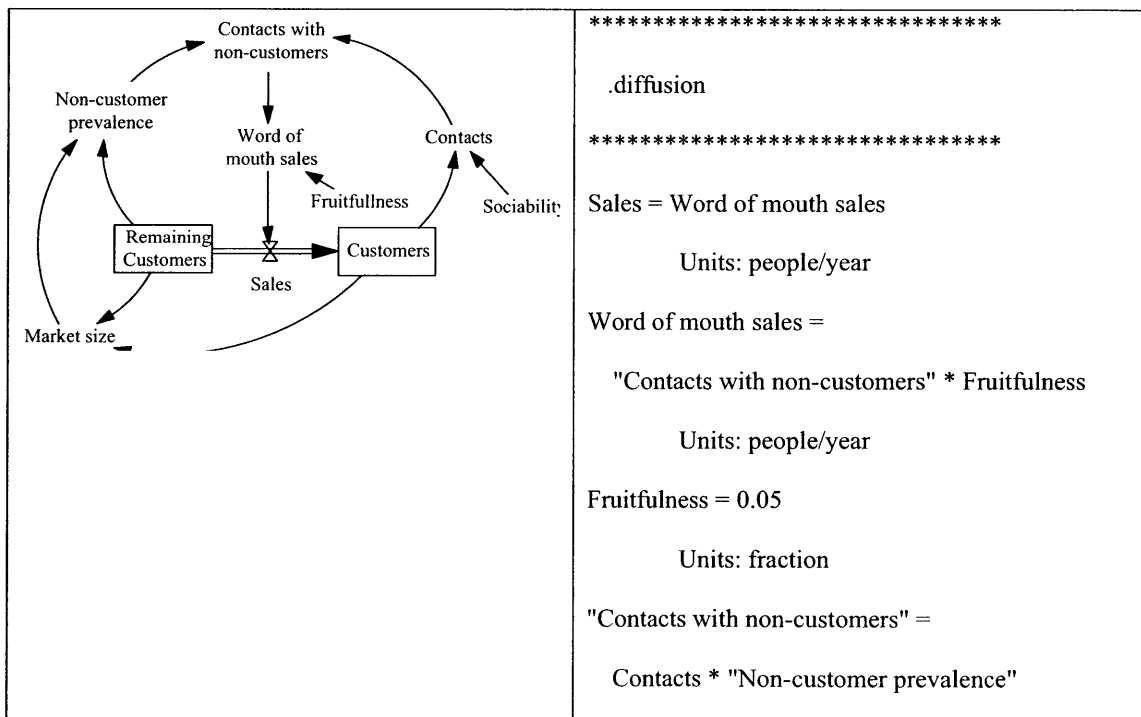 Contacts with
non-customers
Non-customer
prevalence
Word of
mouth sales
Contacts
Fruitfullness
Sociability
Remaining
Customers
Customers
Sales
Market size
********************************
.diffusion
********************************
Sales = Word of mouth sales
Units: people/year
Word of mouth sales =
"Contacts with non-customers" * Fruitfulness
Units: people/year
Fruitfulness = 0.05
Units: fraction
"Contacts with non-customers" =
Contacts * "Non-customer prevalence"